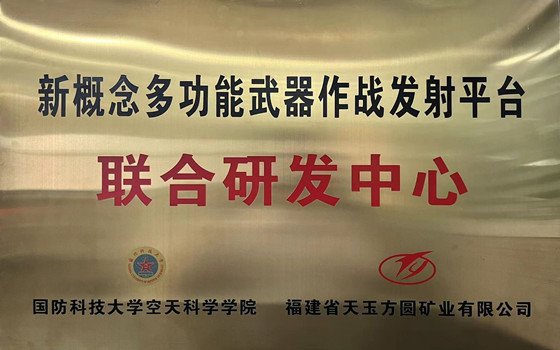 新概念多功能武器作战发射平台
联合研发中心
国防科技大学空天科学学院 福建省天玉方圆矿业有限公司